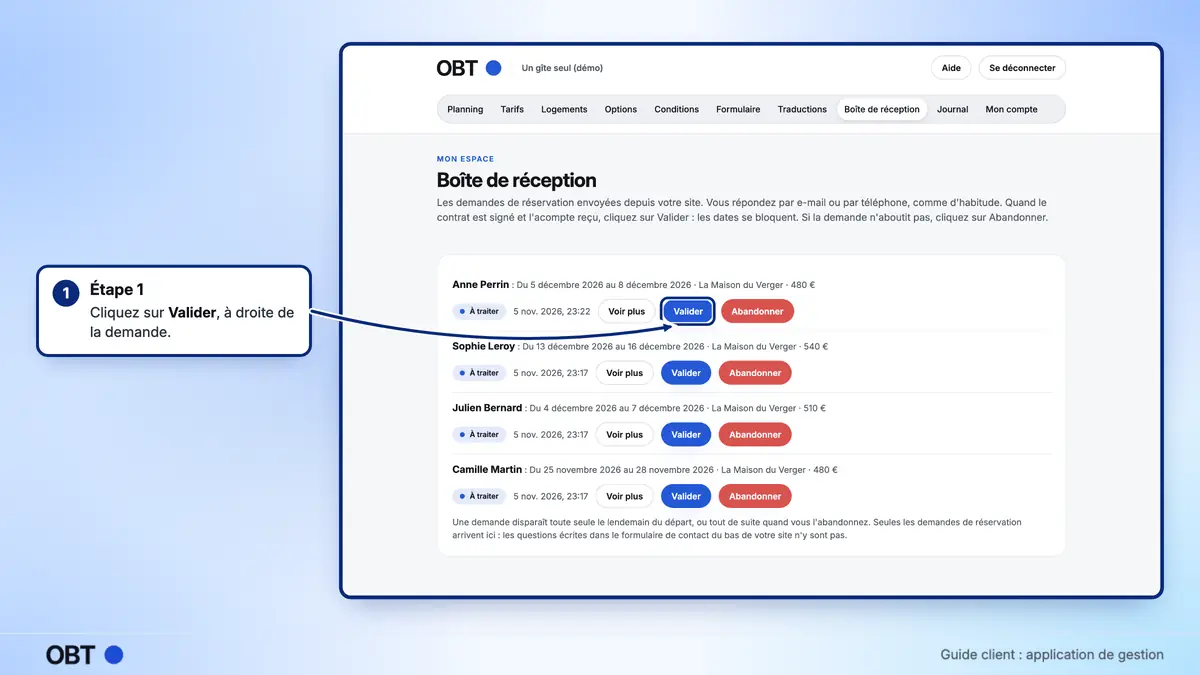 OBT
Un gîte seul (démo)
Aide
Se déconnecter
Planning
Tarifs
Logements
Options
Conditions
Formulaire
Traductions
Boîte de réception
Journal
Mon compte
MON ESPACE
Boîte de réception
Les demandes de réservation envoyées depuis votre site. Vous répondez par e-mail ou par téléphone, comme d'habitude. Quand le
contrat est signé et l'acompte reçu, cliquez sur Valider : les dates se bloquent. Si la demande n'aboutit pas, cliquez sur Abandonner.
1
Étape 1
Cliquez sur Valider, à droite de
la demande.
Anne Perrin : Du 5 décembre 2026 au 8 décembre 2026 · La Maison du Verger · 480 €
À traiter 5 nov. 2026, 23:22 Voir plus Valider Abandonner
Sophie Leroy : Du 13 décembre 2026 au 16 décembre 2026 · La Maison du Verger · 540 €
À traiter 5 nov. 2026, 23:17 Voir plus Valider Abandonner
Julien Bernard : Du 4 décembre 2026 au 7 décembre 2026 · La Maison du Verger · 510 €
À traiter 5 nov. 2026, 23:17 Voir plus Valider Abandonner
Camille Martin : Du 25 novembre 2026 au 28 novembre 2026 · La Maison du Verger · 480 €
À traiter 5 nov. 2026, 23:17 Voir plus Valider Abandonner
Une demande disparaît toute seule le lendemain du départ, ou tout de suite quand vous l'abandonnez. Seules les demandes de réservation
arrivent ici : les questions écrites dans le formulaire de contact du bas de votre site n'y sont pas.
OBT
Guide client : application de gestion